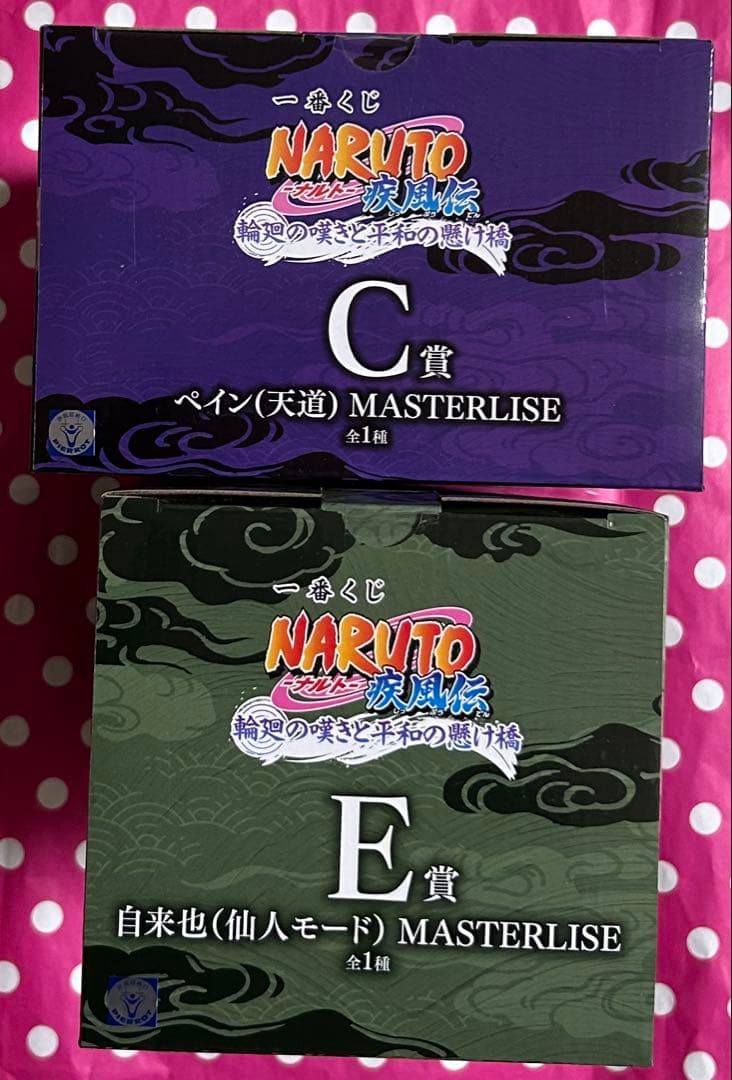 一番くじ
NARUTO
-ナルト-
疾風伝
輪廻の嘆きと平和の懸け橋
C賞
ペイン(天道) MASTERLISE
全1種
PIERROT
一番くじ
NARUTO
-ナルト-
疾風伝
輪廻の嘆きと平和の懸け橋
E賞
自来也(仙人モード) MASTERLISE
全1種
PIERROT